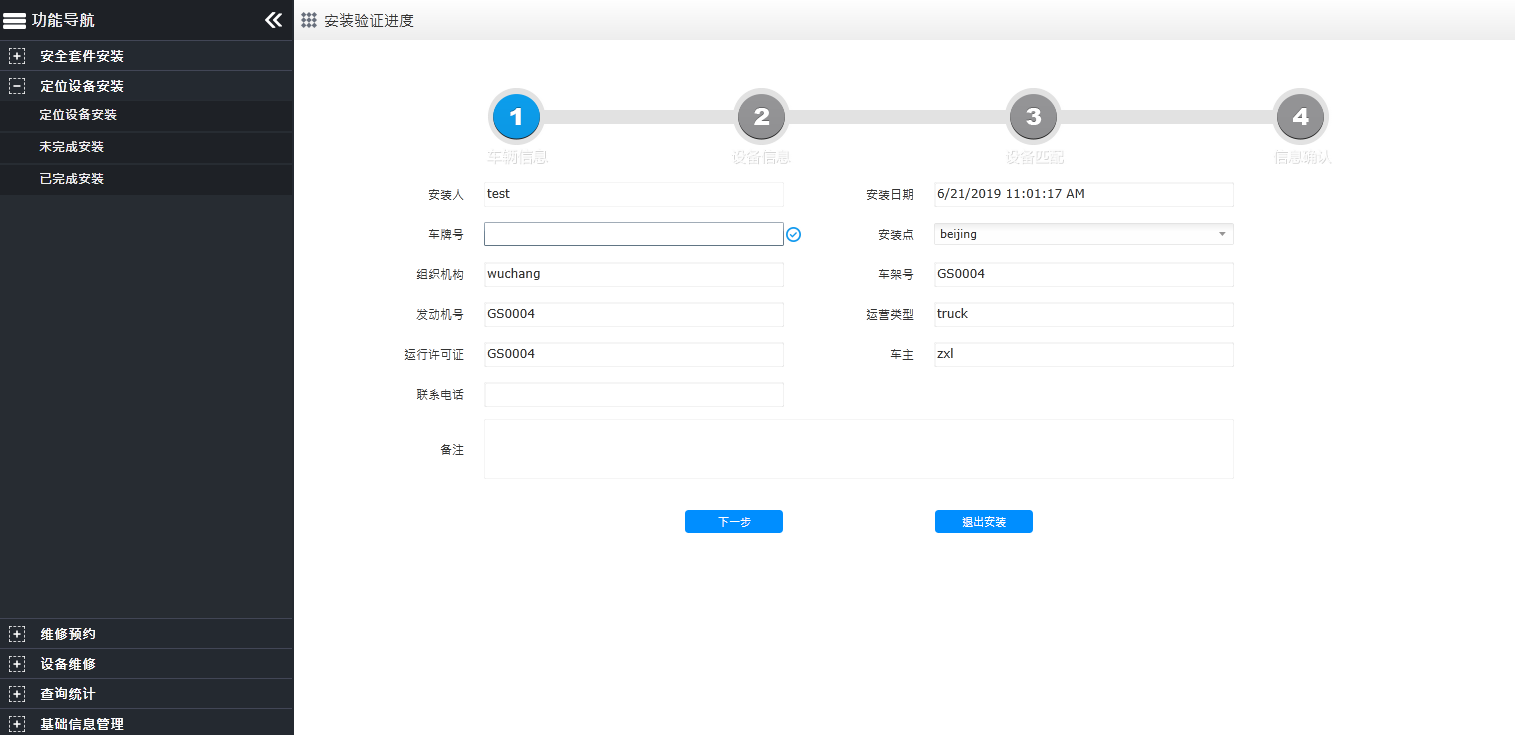 功能导航
安全套件安装
定位设备安装
定位设备安装
未完成安装
已完成安装
维修预约
设备维修
查询统计
基础信息管理
安装验证进度
1 2 3 4
车辆信息 设备信息 设备匹配 信息确认
安装人 test 安装日期 6/21/2019 11:01:17 AM
车牌号 安装点 beijing
组织机构 wuchang 车架号 GS0004
发动机号 GS0004 运营类型 truck
运行许可证 GS0004 车主 zxl
联系电话
备注
下一步 退出安装